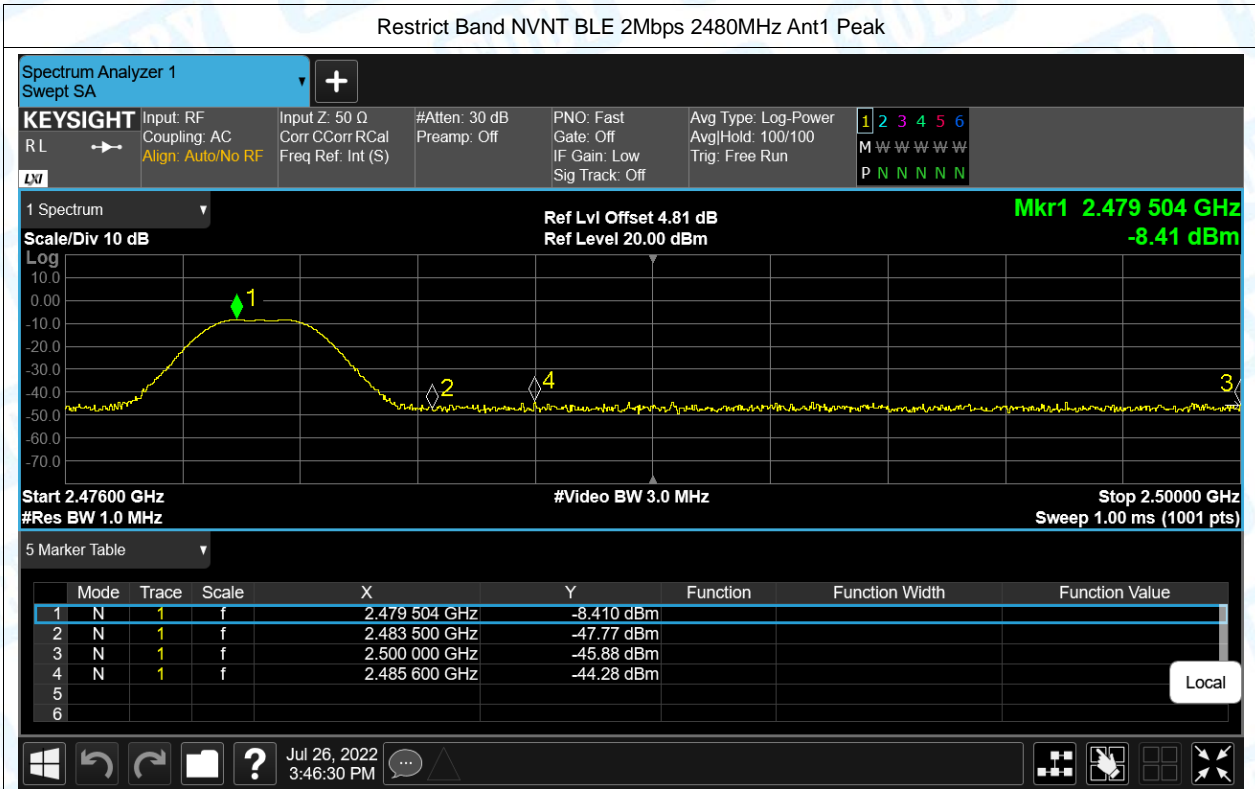 Restrict Band NVNT BLE 2Mbps 2480MHz Ant1 Peak
Spectrum Analyzer 1
Swept SA
KEYSIGHT
R L
LXI
Input: RF
Coupling: AC
Align: Auto/No RF
Input Z: 50 Ω
Corr CCorr RCal
Freq Ref: Int (S)
#Atten: 30 dB
Preamp: Off
PNO: Fast
Gate: Off
IF Gain: Low
Sig Track: Off
Avg Type: Log-Power
Avg|Hold: 100/100
Trig: Free Run
1 2 3 4 5 6
M W W W W W
P N N N N N
1 Spectrum
Scale/Div 10 dB
Ref Lvl Offset 4.81 dB
Ref Level 20.00 dBm
Mkr1 2.479 504 GHz
-8.41 dBm
Log
10.0
0.00
-10.0
-20.0
-30.0
-40.0
-50.0
-60.0
-70.0
1
2
4
3
Start 2.47600 GHz
#Res BW 1.0 MHz
#Video BW 3.0 MHz
Stop 2.50000 GHz
Sweep 1.00 ms (1001 pts)
5 Marker Table
Mode Trace Scale X Y Function Function Width Function Value
1 N 1 f 2.479 504 GHz -8.410 dBm
2 N 1 f 2.483 500 GHz -47.77 dBm
3 N 1 f 2.500 000 GHz -45.88 dBm
4 N 1 f 2.485 600 GHz -44.28 dBm
5
6
Local
?
Jul 26, 2022
3:46:30 PM